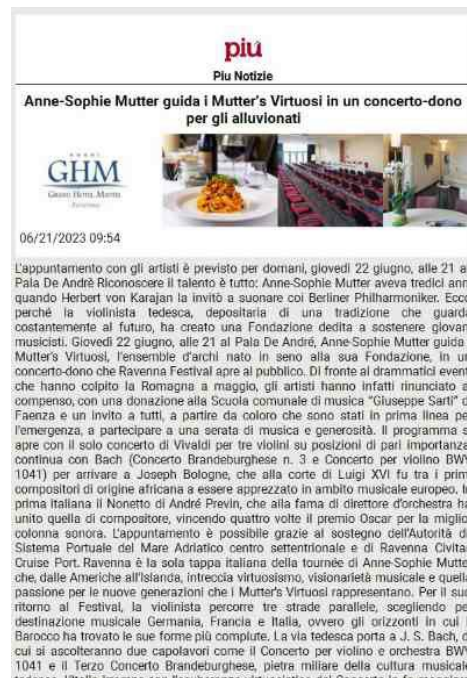 più
Piu Notizie
Anne-Sophie Mutter guida i Mutter's Virtuosi in un concerto-dono
per gli alluvionati
GHM
GRAND HOTEL MATTEI
06/21/2023 09:54
L'appuntamento con gli artisti è previsto per domani, giovedì 22 giugno, alle 21 al
Pala De Andrè Riconoscere il talento è tutto: Anne-Sophie Mutter aveva tredici anni
quando Herbert von Karajan la invitò a suonare coi Berliner Philharmoniker. Ecco
perché la violinista tedesca, depositaria di una tradizione che guarda
costantemente al futuro, ha creato una Fondazione dedita a sostenere giovani
musicisti. Giovedì 22 giugno, alle 21 al Pala De André, Anne-Sophie Mutter guida i
Mutter's Virtuosi, l'ensemble d'archi nato in seno alla sua Fondazione, in un
concerto-dono che Ravenna Festival apre al pubblico. Di fronte ai drammatici eventi
che hanno colpito la Romagna a maggio, gli artisti hanno infatti rinunciato al
compenso, con una donazione alla Scuola comunale di musica "Giuseppe Sarti" di
Faenza e un invito a tutti, a partire da coloro che sono stati in prima linea per
l'emergenza, a partecipare a una serata di musica e generosità. Il programma si
apre con il solo concerto di Vivaldi per tre violini su posizioni di pari importanza,
continua con Bach (Concerto Brandeburghese n. 3 e Concerto per violino BWV
1041) per arrivare a Joseph Bologne, che alla corte di Luigi XVI fu tra i primi
compositori di origine africana a essere apprezzato in ambito musicale europeo. In
prima italiana il Nonetto di André Previn, che alla fama di direttore d'orchestra ha
unito quella di compositore, vincendo quattro volte il premio Oscar per la miglior
colonna sonora. L'appuntamento è possibile grazie al sostegno dell'Autorità di
Sistema Portuale del Mare Adriatico centro settentrionale e di Ravenna Civitas
Cruise Port. Ravenna è la sola tappa italiana della tournée di Anne-Sophie Mutter
che, dalle Americhe all'Islanda, intreccia virtuosismo, visionarietà musicale e quella
passione per le nuove generazioni che i Mutter's Virtuosi rappresentano. Per il suo
ritorno al Festival, la violinista percorre tre strade parallele, scegliendo per
destinazione musicale Germania, Francia e Italia, ovvero gli orizzonti in cui il
Barocco ha trovato le sue forme più compiute. La via tedesca porta a J. S. Bach, di
cui si ascolteranno due capolavori come il Concerto per violino e orchestra BWV
1041 e il Terzo Concerto Brandeburghese, pietra miliare della cultura musicale